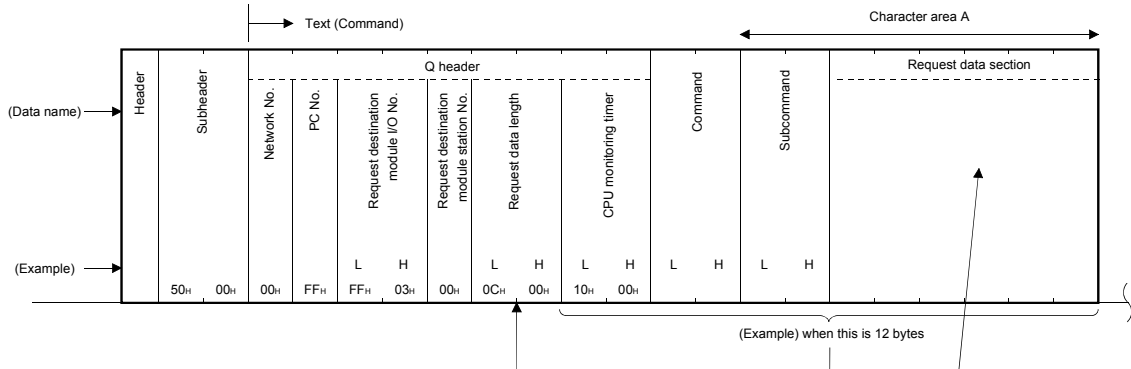 Text (Command)
Character area A
(Data name)
Header
Subheader
Q header
Network No.
PC No.
Request destination
module I/O No.
Request destination
module station No.
Request data length
CPU monitoring timer
Command
Subcommand
Request data section
(Example)
L H L H L H L H L H
50H 00H 00H FFH FFH 03H 00H 0CH 00H 10H 00H
(Example) when this is 12 bytes